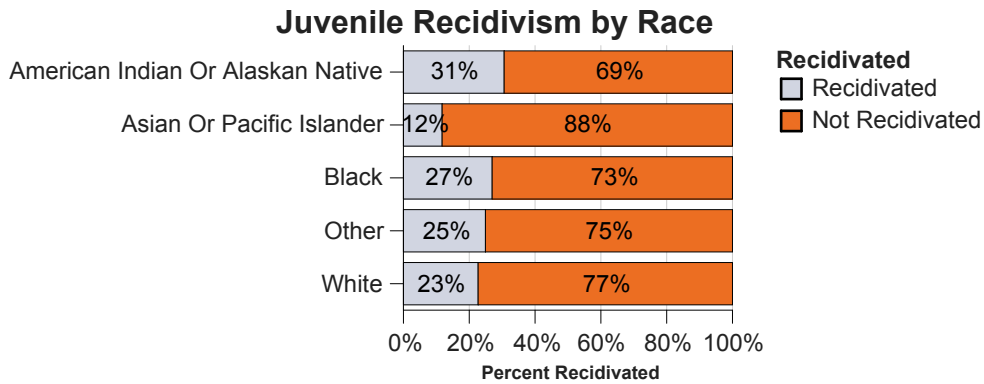 Juvenile Recidivism by Race
American Indian Or Alaskan Native 31% 69%
Asian Or Pacific Islander 12% 88%
Black 27% 73%
Other 25% 75%
White 23% 77%
0% 20% 40% 60% 80% 100%
Percent Recidivated
Recidivated
Recidivated
Not Recidivated